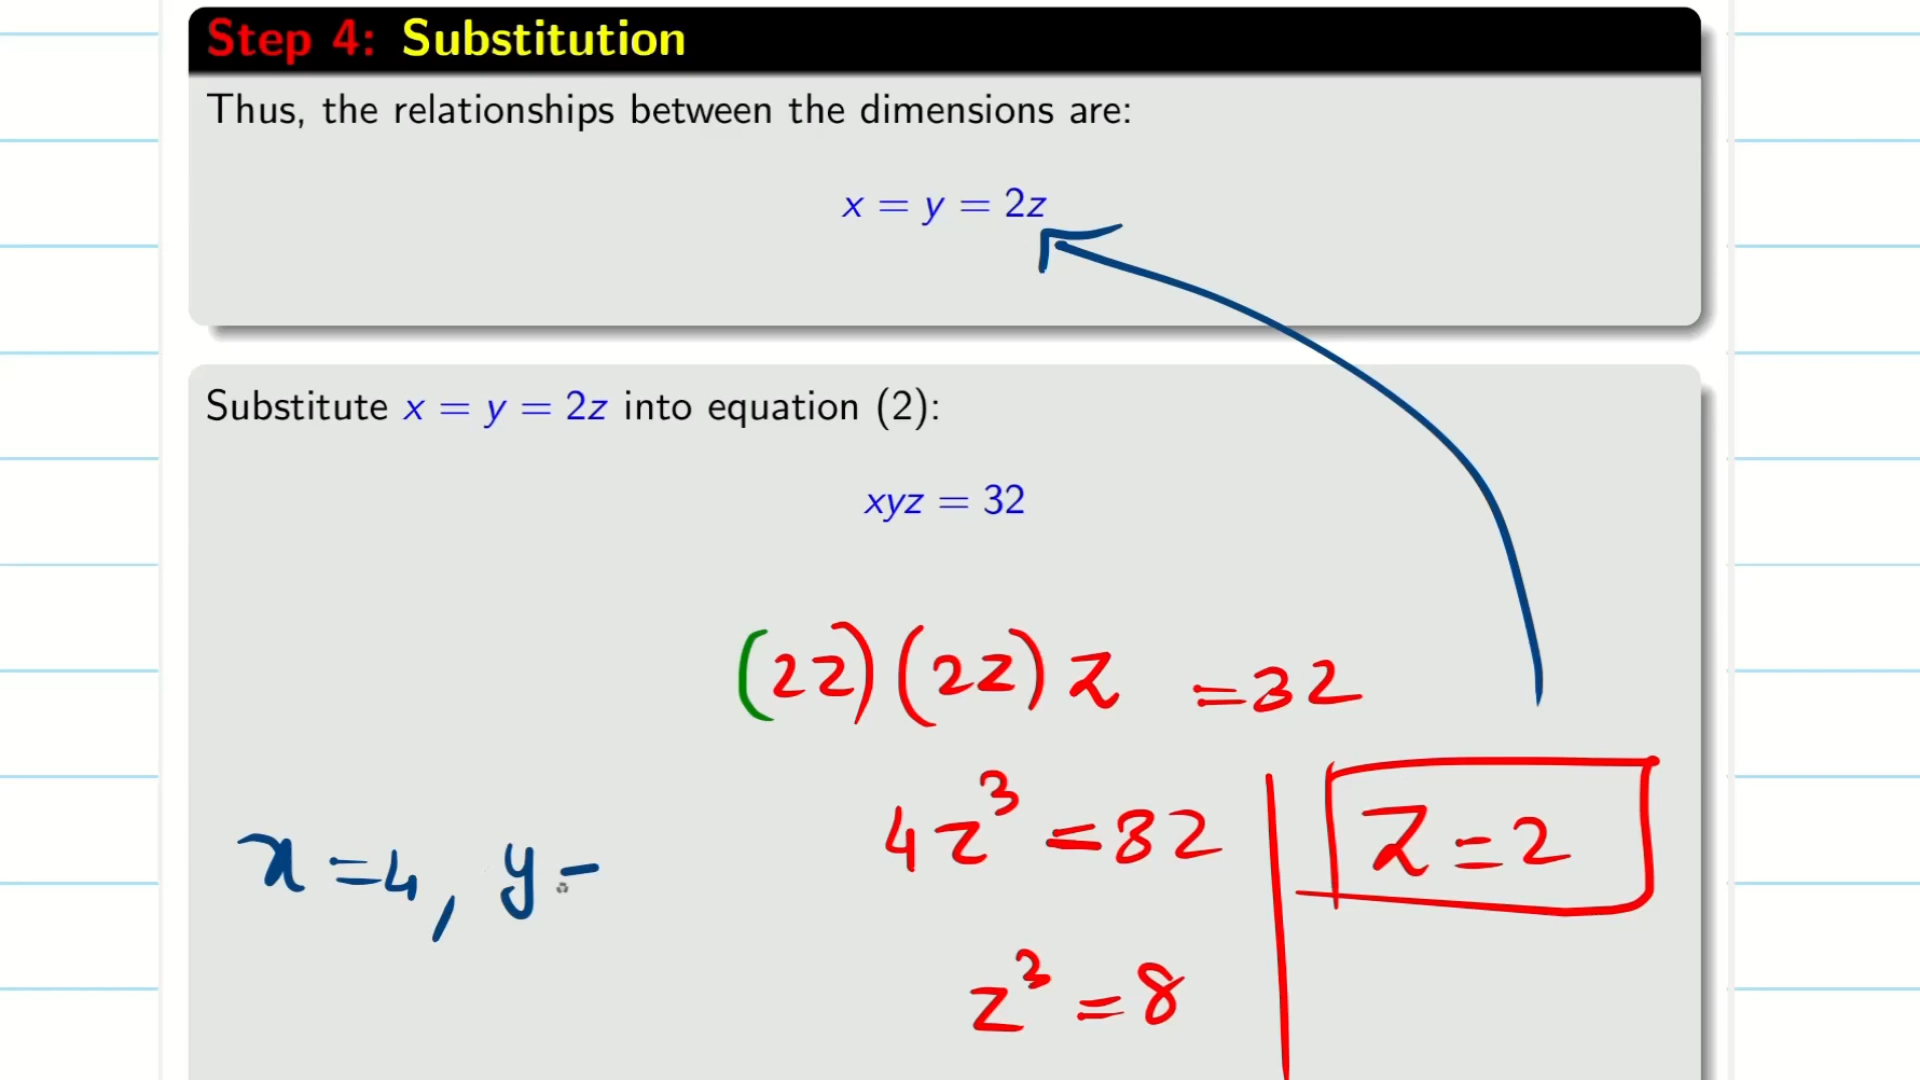 Step 4: Substitution
Thus, the relationships between the dimensions are:
x = y = 2z
Substitute x = y = 2z into equation (2):
xyz = 32
(2z)(2z) z = 32
4z³ = 32
z = 2
x = 4, y =
z³ = 8